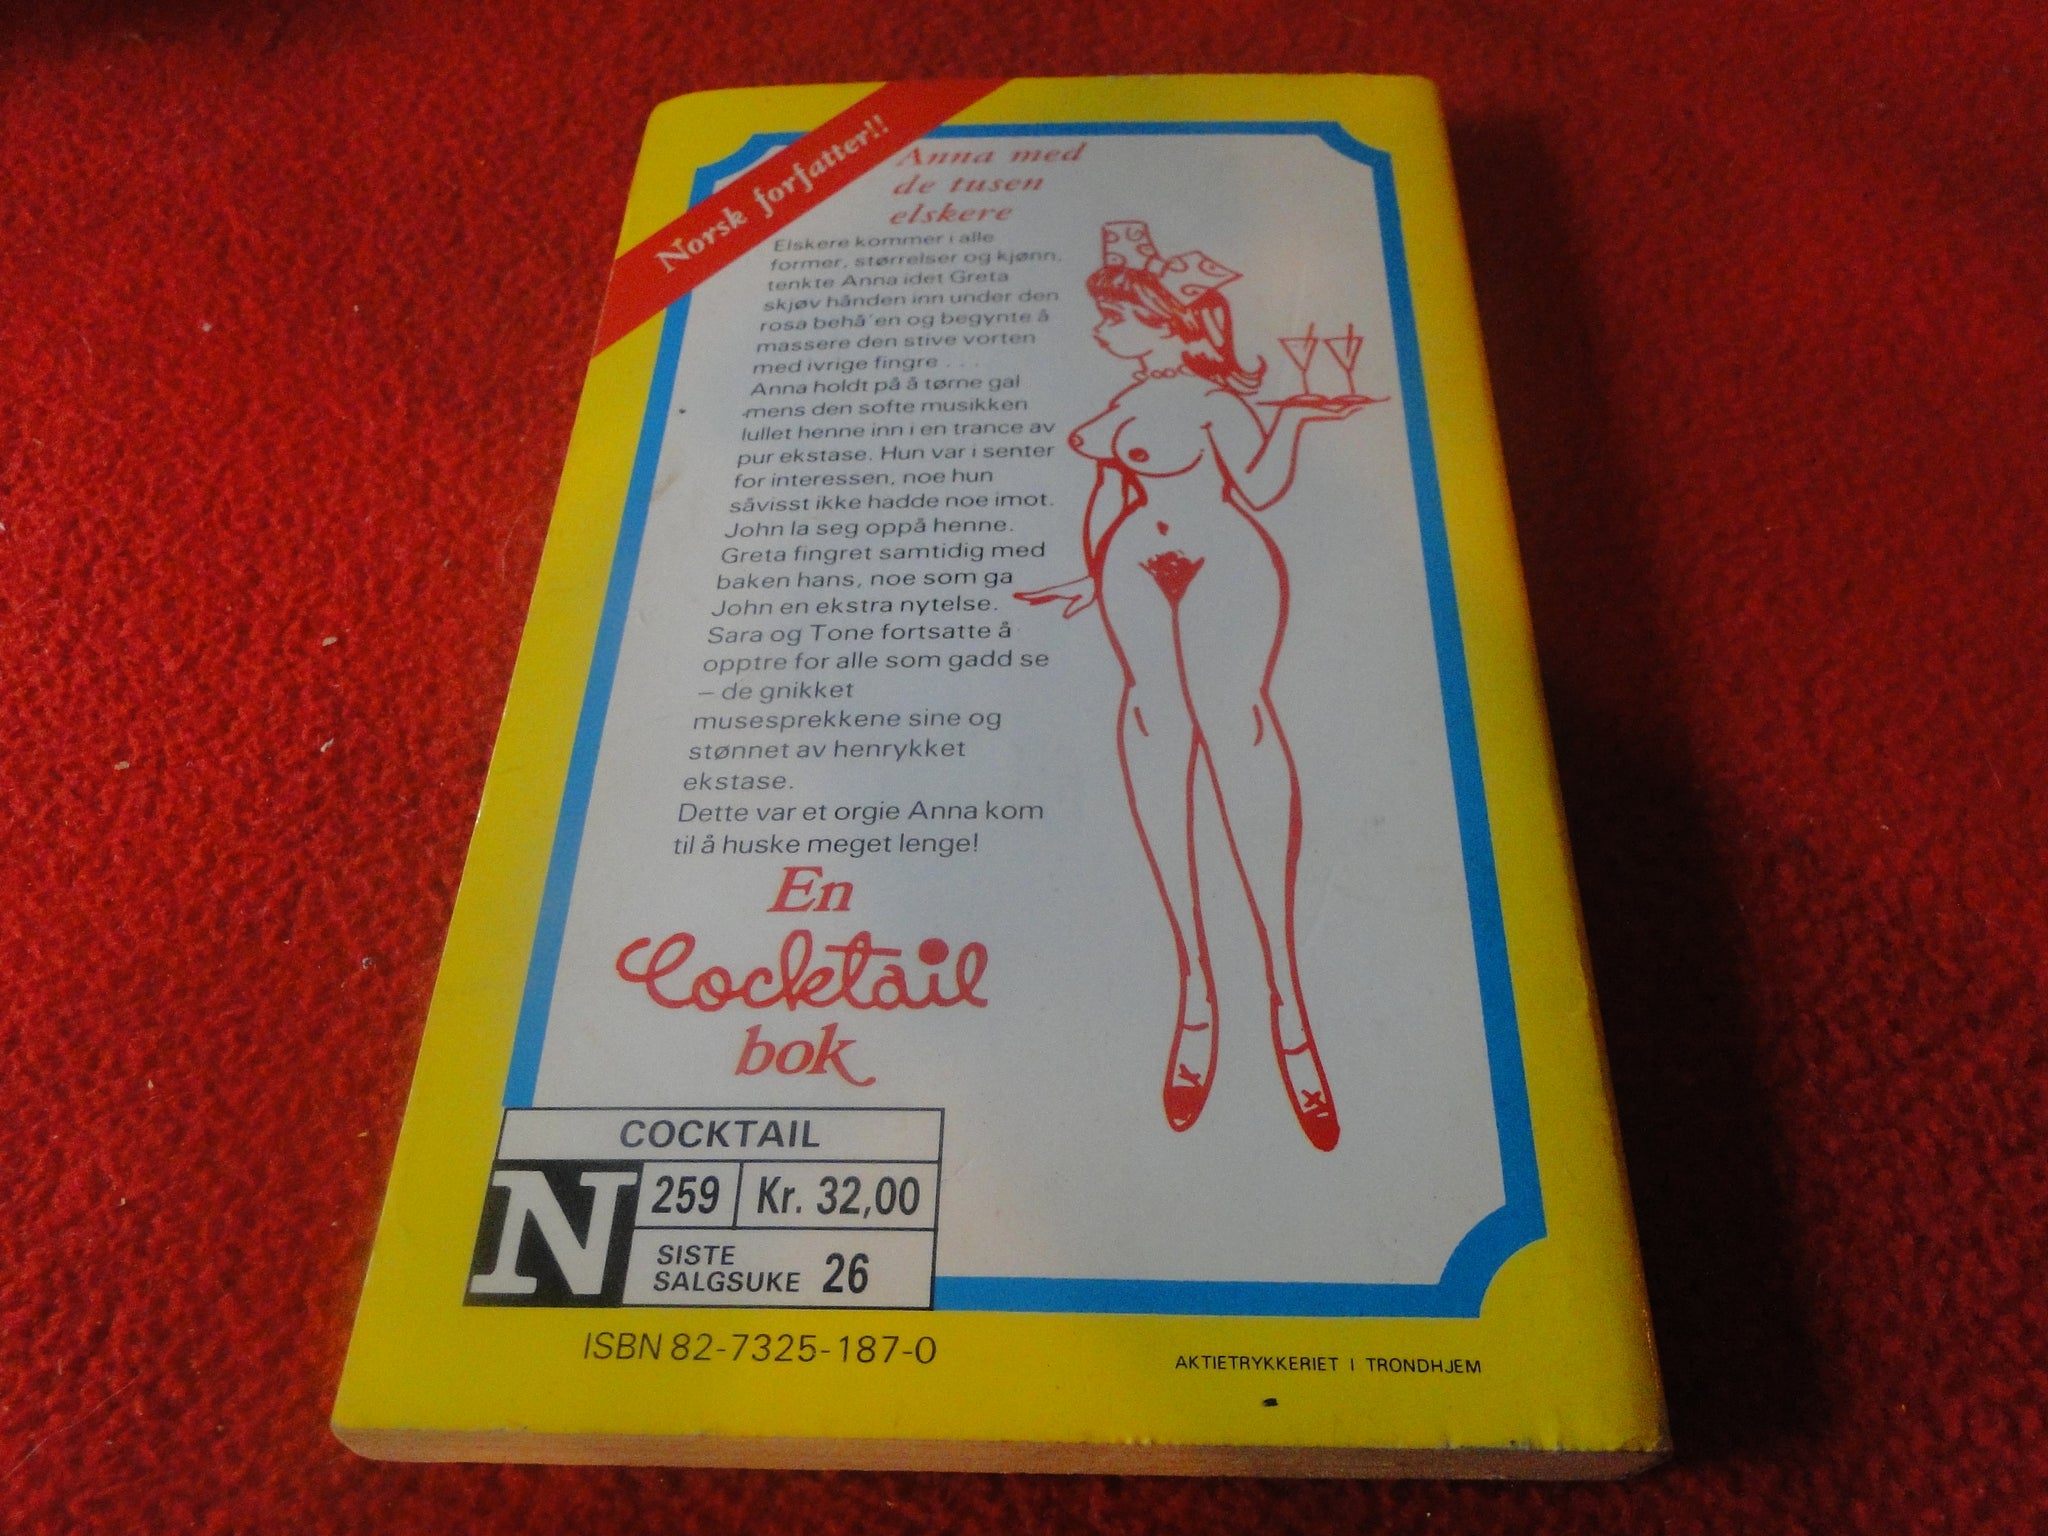 Norsk forfatter!!
Anna med
de tusen
elskere
Elskere kommer i alle
former, størrelser og kjønn,
tenkte Anna idet Greta
skjøv hånden inn under den
rosa behå'en og begynte å
massere den stive vorten
med ivrige fingre . . .
Anna holdt på å tørne gal
mens den softe musikken
lullet henne inn i en trance av
pur ekstase. Hun var i senter
for interessen, noe hun
såvisst ikke hadde noe imot.
John la seg oppå henne.
Greta fingret samtidig med
baken hans, noe som ga
John en ekstra nytelse.
Sara og Tone fortsatte å
opptre for alle som gadd se
– de gnikket
musesprekkene sine og
stønnet av henrykket
ekstase.
Dette var et orgie Anna kom
til å huske meget lenge!
En
Cocktail
bok
COCKTAIL
N
259
Kr. 32,00
SISTE
SALGSUKE 26
ISBN 82-7325-187-0
AKTIETRYKKERIET I TRONDHJEM